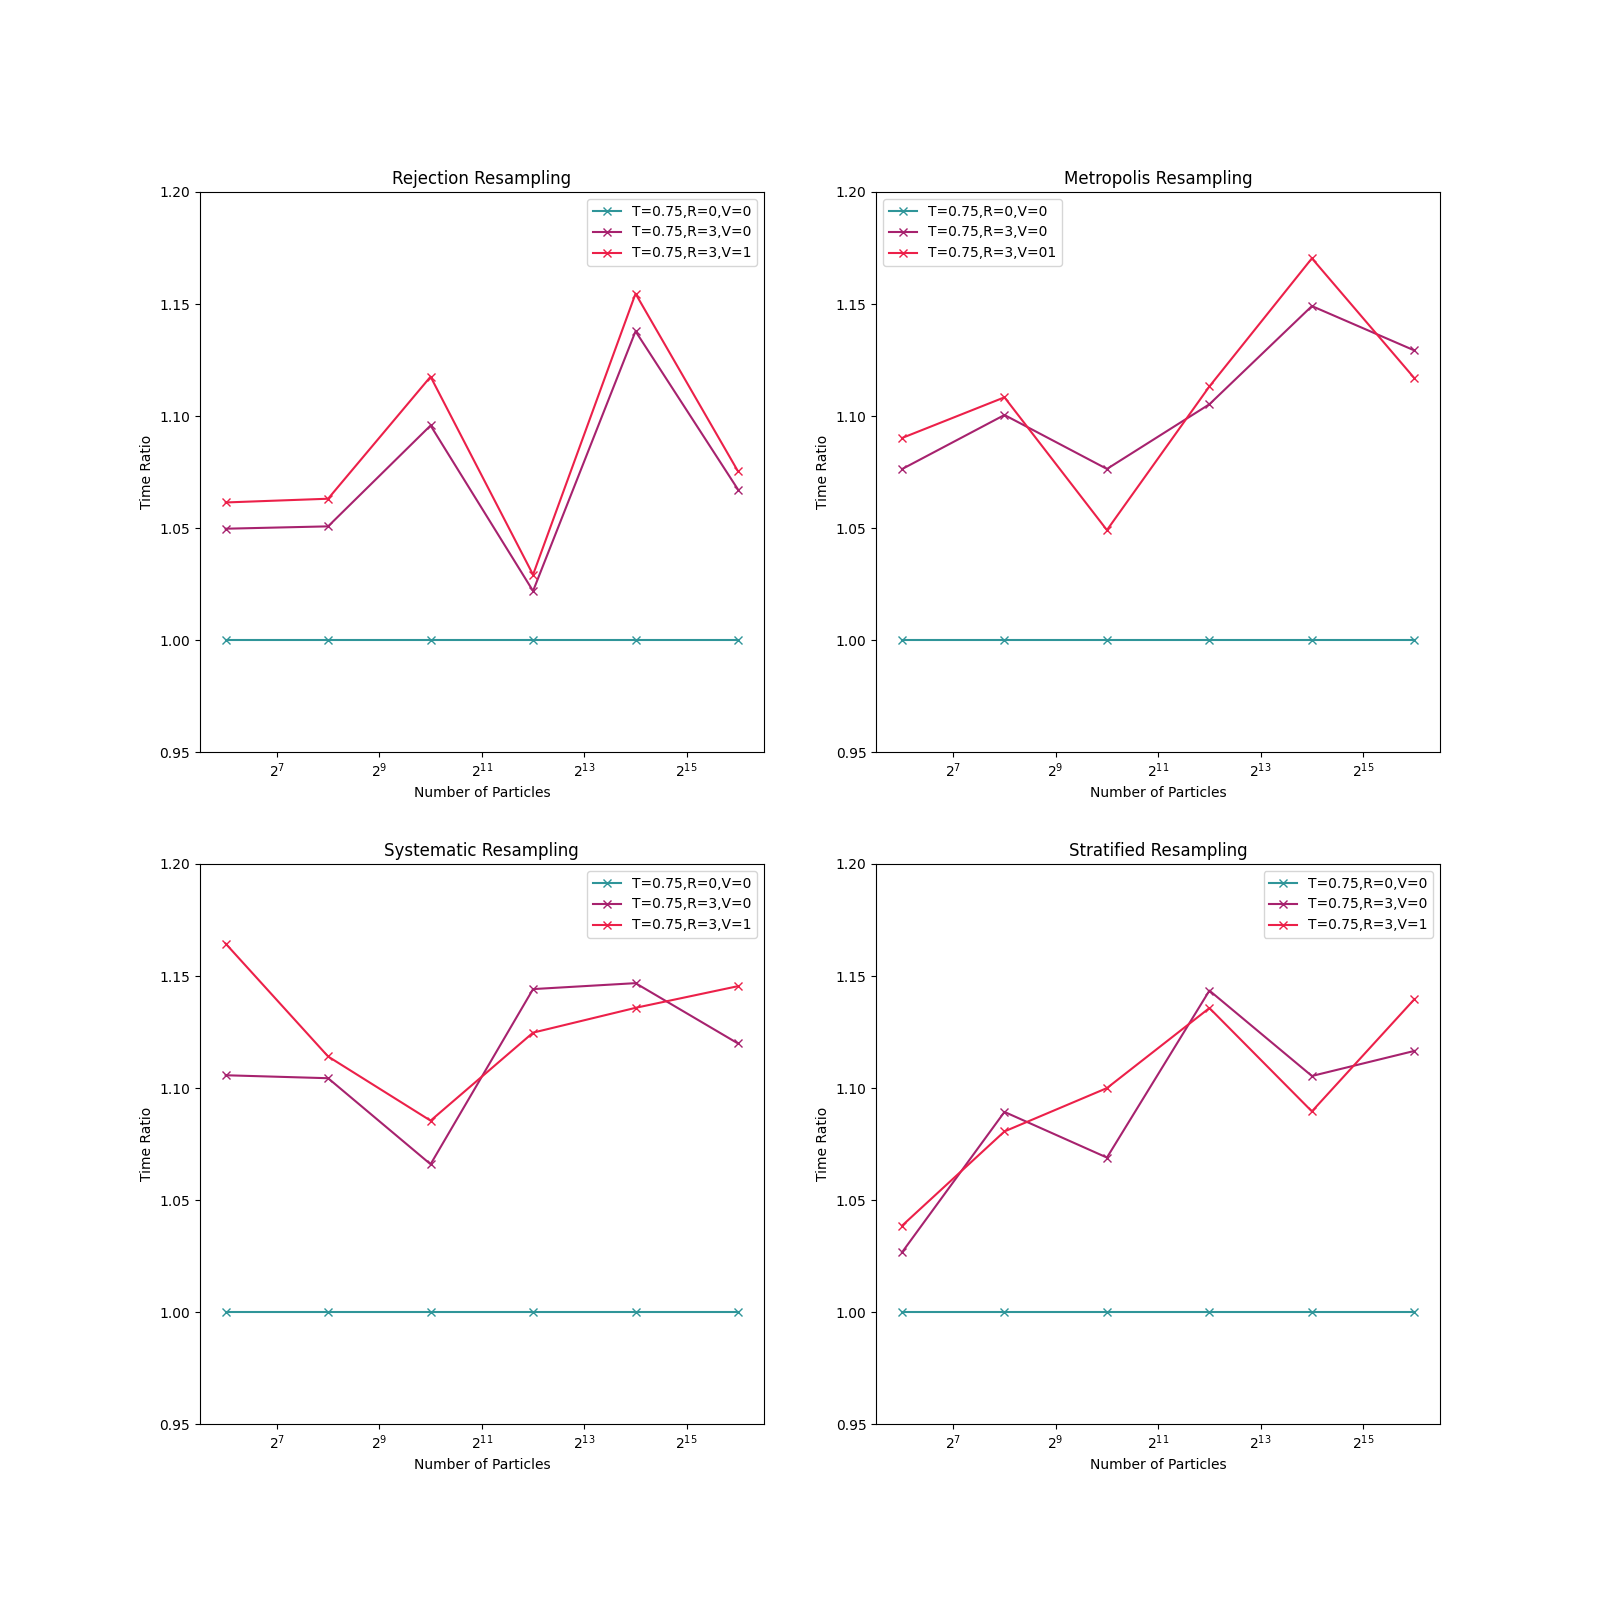 Rejection Resampling
1.20
1.15
1.10
1.05
1.00
0.95
Time Ratio
T=0.75,R=0,V=0
T=0.75,R=3,V=0
T=0.75,R=3,V=1
2^7 2^9 2^11 2^13 2^15
Number of Particles
Metropolis Resampling
1.20
1.15
1.10
1.05
1.00
0.95
Time Ratio
T=0.75,R=0,V=0
T=0.75,R=3,V=0
T=0.75,R=3,V=01
2^7 2^9 2^11 2^13 2^15
Number of Particles
Systematic Resampling
1.20
1.15
1.10
1.05
1.00
0.95
Time Ratio
T=0.75,R=0,V=0
T=0.75,R=3,V=0
T=0.75,R=3,V=1
2^7 2^9 2^11 2^13 2^15
Number of Particles
Stratified Resampling
1.20
1.15
1.10
1.05
1.00
0.95
Time Ratio
T=0.75,R=0,V=0
T=0.75,R=3,V=0
T=0.75,R=3,V=1
2^7 2^9 2^11 2^13 2^15
Number of Particles